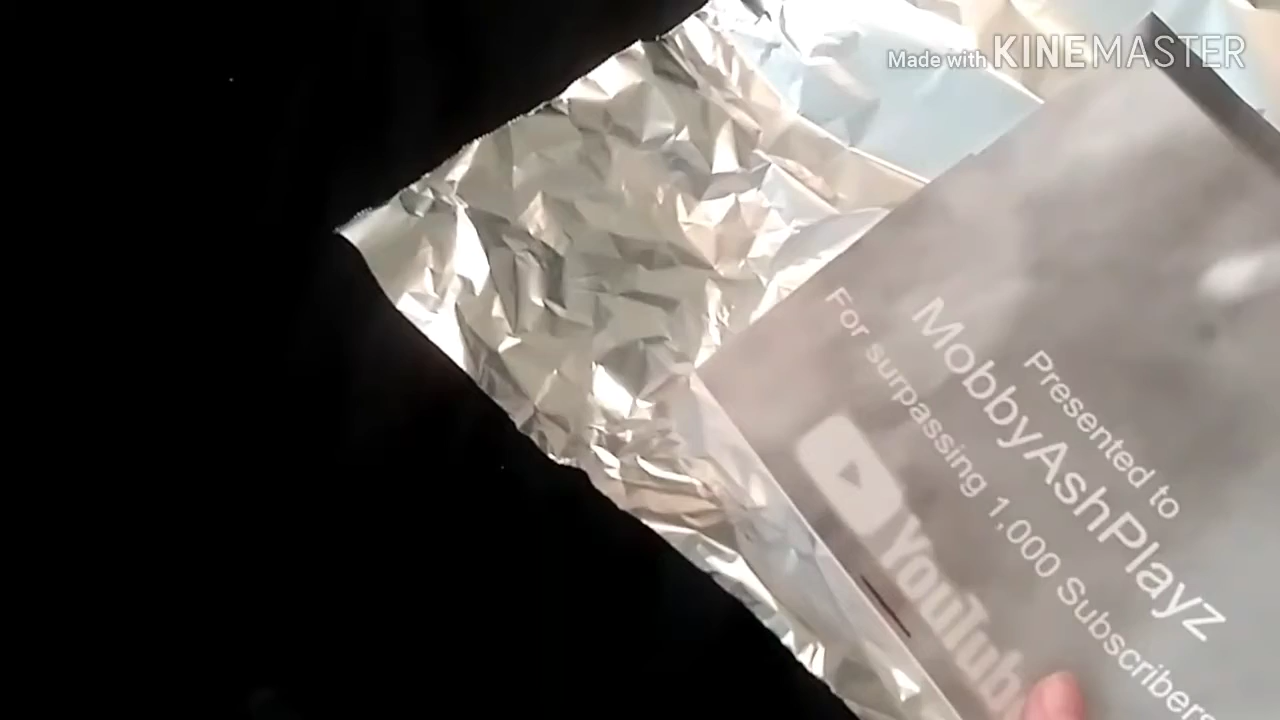 Made with KINEMASTER
Presented to
MobbyAshPlayz
For surpassing 1,000 Subscribers
YouTube